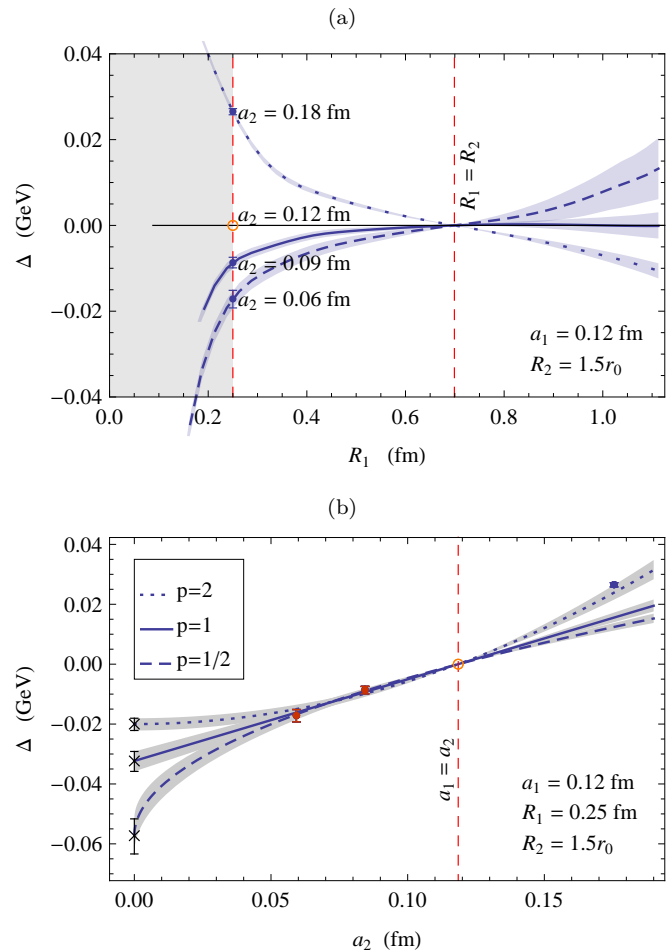 (a)
0.04
0.02
0.00
−0.02
−0.04
Δ (GeV)
a₂ = 0.18 fm
a₂ = 0.12 fm
a₂ = 0.09 fm
a₂ = 0.06 fm
R₁ = R₂
a₁ = 0.12 fm
R₂ = 1.5r₀
0.0 0.2 0.4 0.6 0.8 1.0
R₁ (fm)
(b)
0.04
0.02
0.00
−0.02
−0.04
−0.06
Δ (GeV)
p=2
p=1
p=1/2
a₁ = a₂
a₁ = 0.12 fm
R₁ = 0.25 fm
R₂ = 1.5r₀
0.00 0.05 0.10 0.15
a₂ (fm)